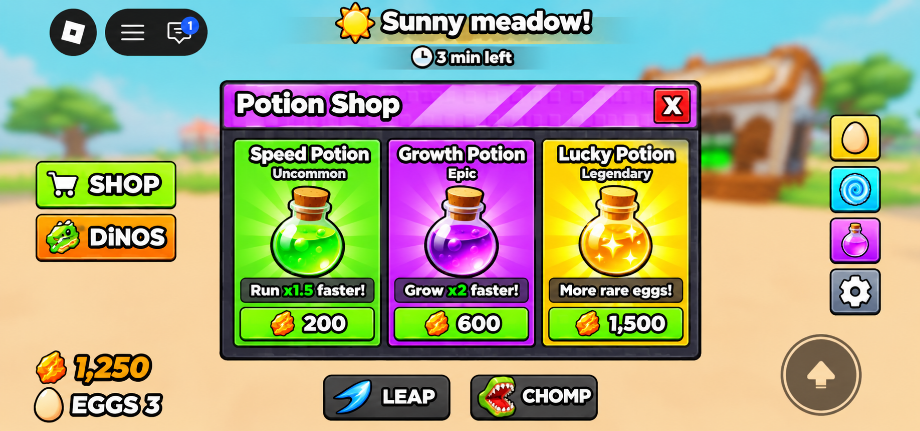 1
Sunny meadow!
3 min left
Potion Shop
X
Speed Potion
Uncommon
Run x1.5 faster!
200
Growth Potion
Epic
Grow x2 faster!
600
Lucky Potion
Legendary
More rare eggs!
1,500
SHOP
DiNOS
1,250
EGGS 3
LEAP
CHOMP